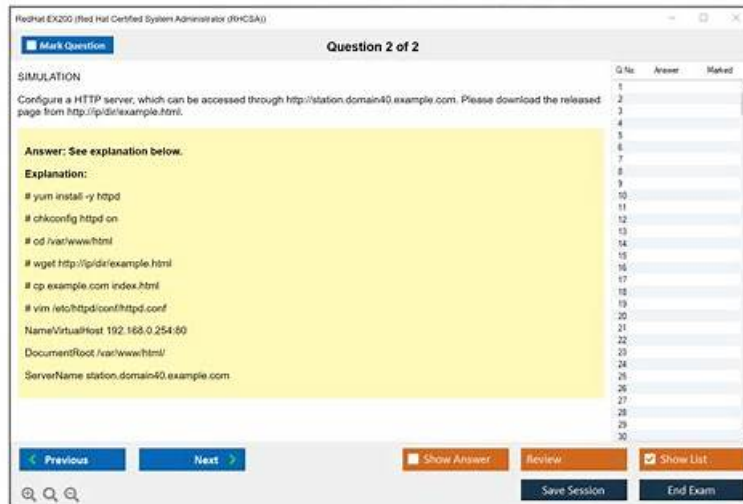 RedHat EX200 (Red Hat Certified System Administrator (RHCSA))
Mark Question
Question 2 of 2
SIMULATION
Configure a HTTP server, which can be accessed through http://station.domain40.example.com. Please download the released
page from http://ip/dir/example.html.
Answer: See explanation below.
Explanation:
# yum install -y httpd
# chkconfig httpd on
# cd /var/www/html
# wget http://ip/dir/example.html
# cp example.com index.html
# vim /etc/httpd/conf/httpd.conf
NameVirtualHost 192.168.0.254:80
DocumentRoot /var/www/html/
ServerName station.domain40.example.com
Q.No. Answer Marked
1
2
3
4
5
6
7
8
9
10
11
12
13
14
15
16
17
18
19
20
21
22
23
24
25
26
27
28
29
30
Previous
Next
Show Answer
Review
Show List
Save Session
End Exam